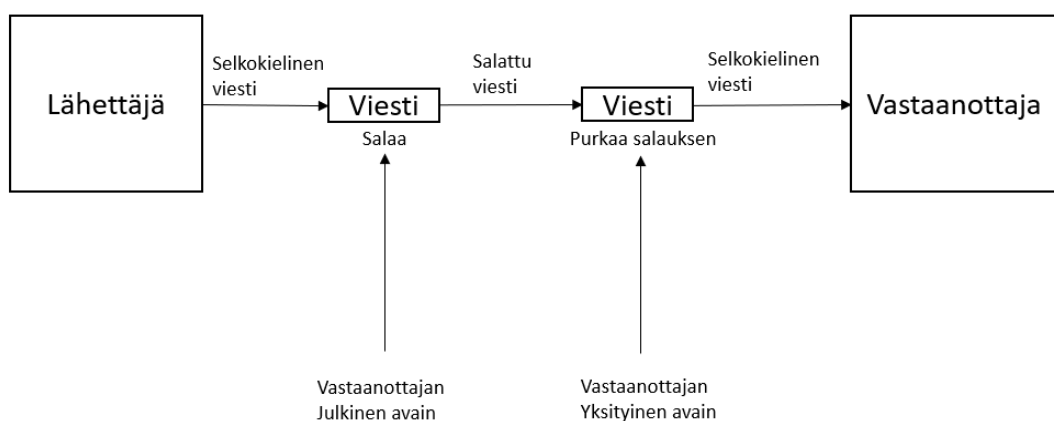 Lähettäjä
Selkokielinen
viesti
Viesti
Salaa
Salattu
viesti
Viesti
Purkaa salauksen
Selkokielinen
viesti
Vastaanottaja
Vastaanottajan
Julkinen avain
Vastaanottajan
Yksityinen avain